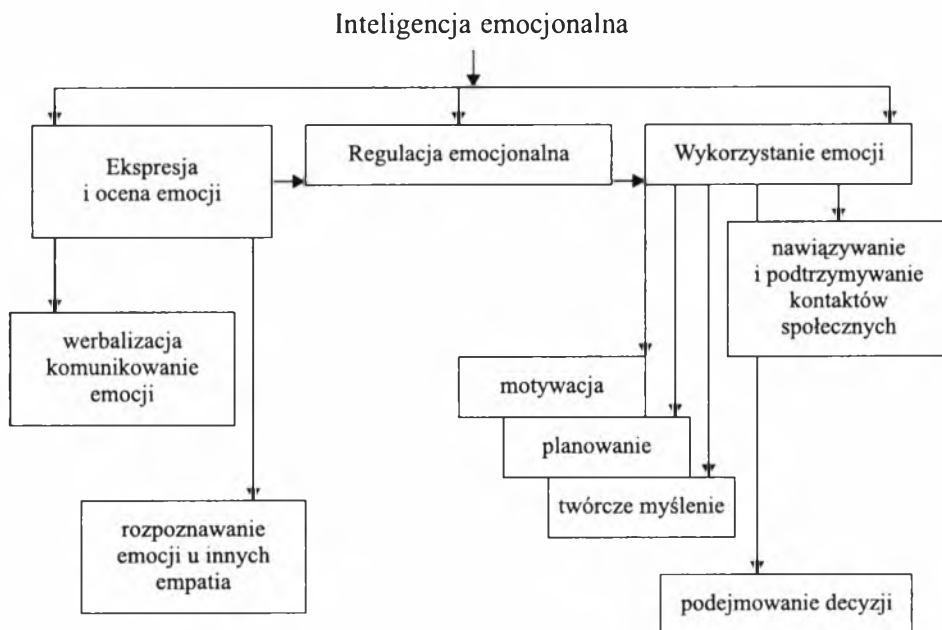 Inteligencja emocjonalna
Ekspresja
i ocena emocji
Regulacja emocjonalna
Wykorzystanie emocji
nawiązywanie
i podtrzymywanie
kontaktów
społecznych
werbalizacja
komunikowanie
emocji
motywacja
planowanie
twórcze myślenie
rozpoznawanie
emocji u innych
empatia
podejmowanie decyzji